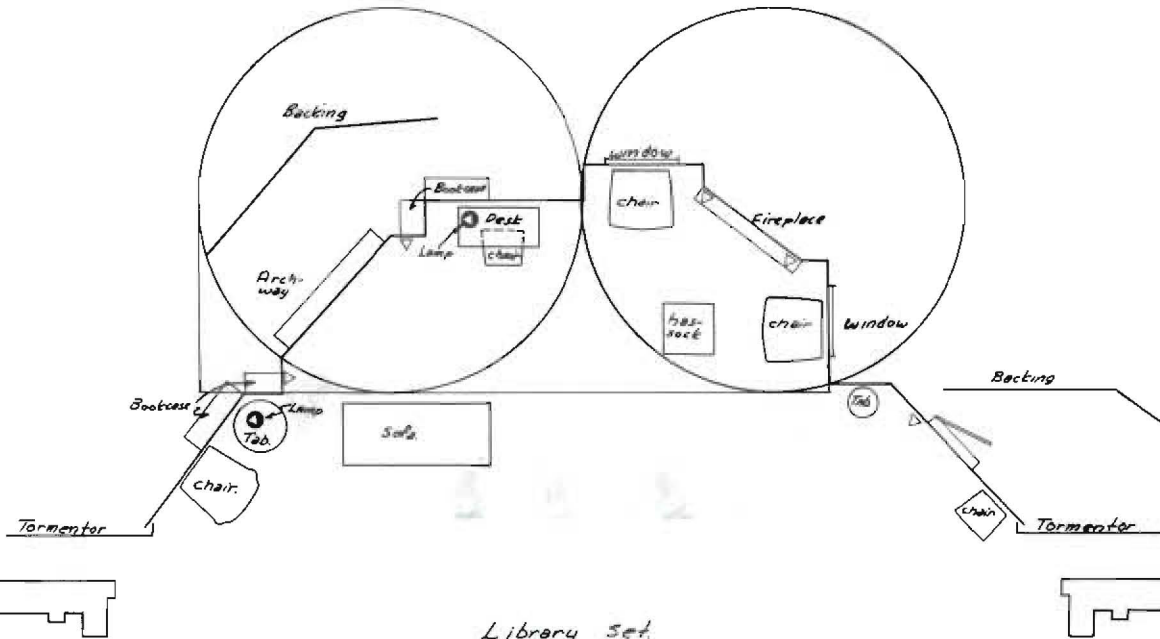 Backing
window
Bookcase
chair
Desk
Fireplace
Lamp
chair
Arch-
way
has-
sock
chair
window
Backing
Bookcase
Lamp
Tab.
Tab
Sofa
chair.
chair
Tormentor
Tormentor
Library Set